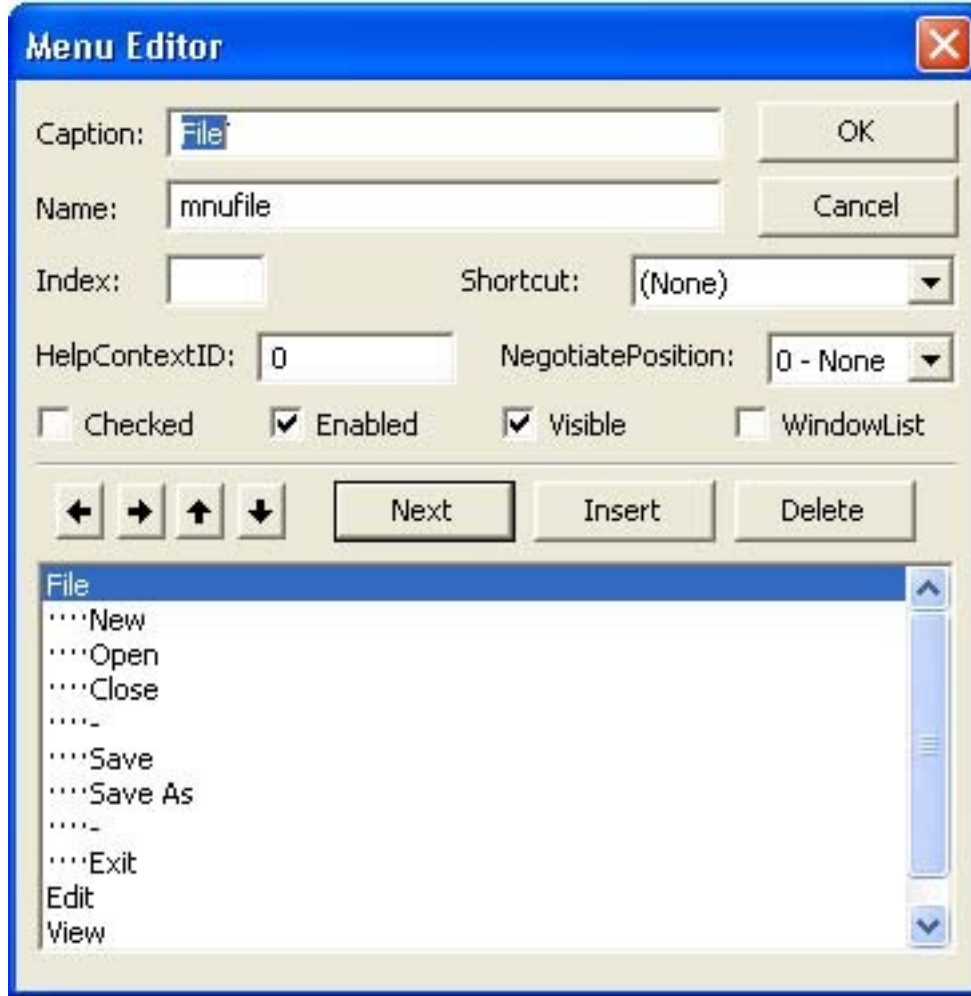 Menu Editor
Caption: File OK
Name: mnufile Cancel
Index: Shortcut: (None)
HelpContextID: 0 NegotiatePosition: 0 - None
Checked Enabled Visible WindowList
Next Insert Delete
File
····New
····Open
····Close
····-
····Save
····Save As
····-
····Exit
Edit
View